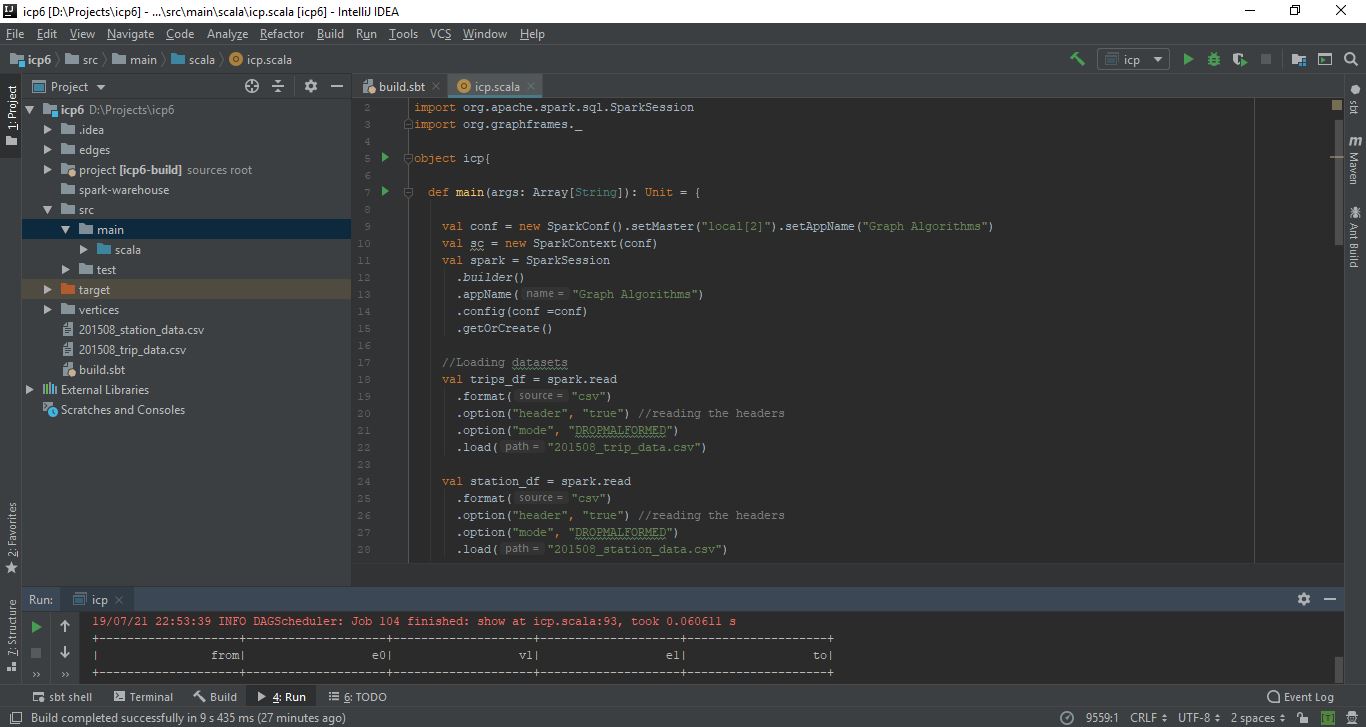 icp6 [D:\Projects\icp6] - ...\src\main\scala\icp.scala [icp6] - IntelliJ IDEA
File Edit View Navigate Code Analyze Refactor Build Run Tools VCS Window Help
icp6 src main scala icp.scala icp
1: Project
Project
icp6 D:\Projects\icp6
.idea
edges
project [icp6-build] sources root
spark-warehouse
src
main
scala
test
target
vertices
201508_station_data.csv
201508_trip_data.csv
build.sbt
External Libraries
Scratches and Consoles
2: Favorites
7: Structure
build.sbt icp.scala
2 import org.apache.spark.sql.SparkSession
3 import org.graphframes._
4
5 object icp{
6
7 def main(args: Array[String]): Unit = {
8
9 val conf = new SparkConf().setMaster("local[2]").setAppName("Graph Algorithms")
10 val sc = new SparkContext(conf)
11 val spark = SparkSession
12 .builder()
13 .appName( name = "Graph Algorithms")
14 .config(conf =conf)
15 .getOrCreate()
16
17 //Loading datasets
18 val trips_df = spark.read
19 .format( source = "csv")
20 .option("header", "true") //reading the headers
21 .option("mode", "DROPMALFORMED")
22 .load( path = "201508_trip_data.csv")
23
24 val station_df = spark.read
25 .format( source = "csv")
26 .option("header", "true") //reading the headers
27 .option("mode", "DROPMALFORMED")
28 .load( path = "201508_station_data.csv")
sbt
m Maven
Ant Build
Run: icp
19/07/21 22:53:39 INFO DAGScheduler: Job 104 finished: show at icp.scala:93, took 0.060611 s
+--------------------+--------------------+--------------------+--------------------+--------------------+
| from| e0| v1| e1| to|
+--------------------+--------------------+--------------------+--------------------+--------------------+
sbt shell Terminal Build 4: Run 6: TODO Event Log
Build completed successfully in 9 s 435 ms (27 minutes ago) 9559:1 CRLF UTF-8 2 spaces